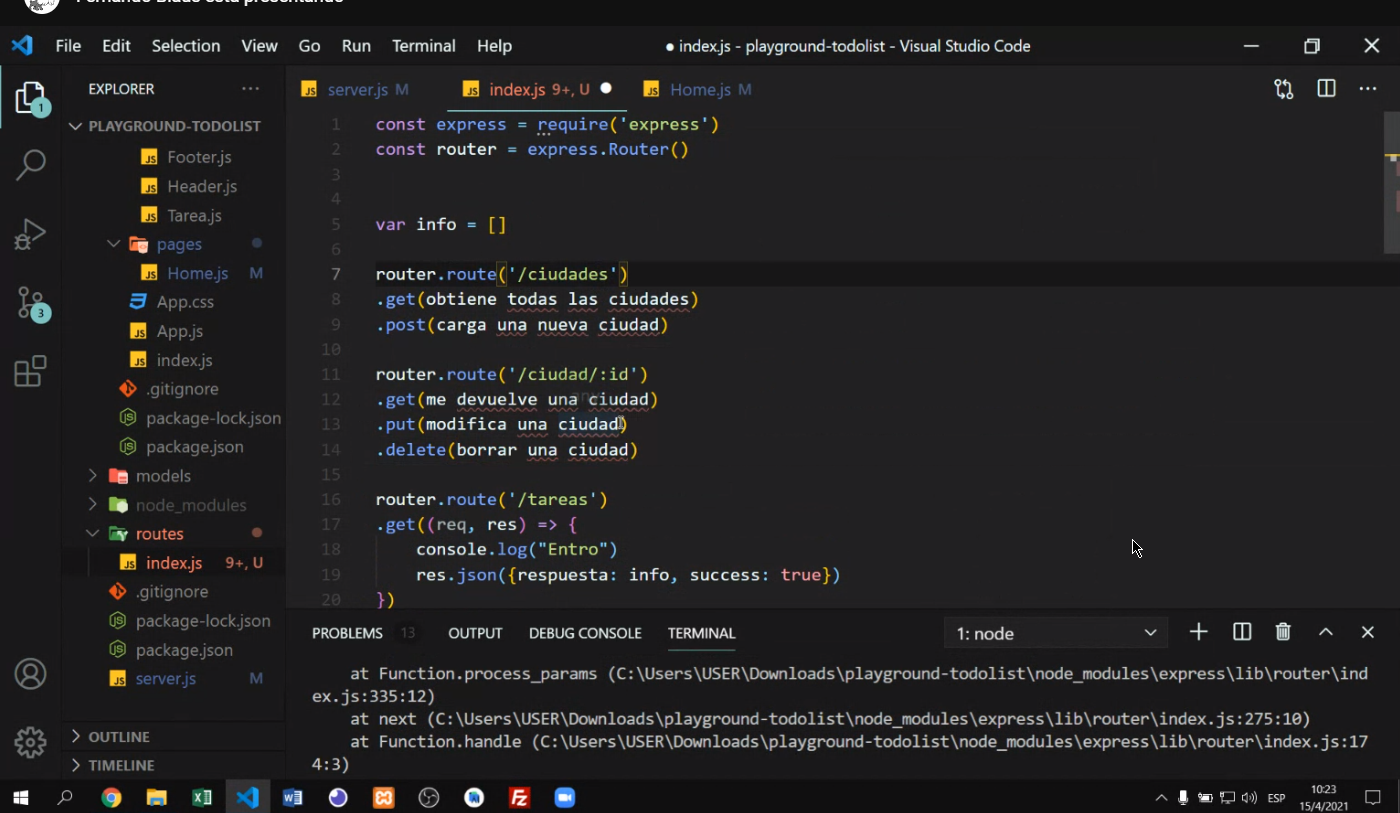 Fernando Blaus está presentando
File Edit Selection View Go Run Terminal Help
● index.js - playground-todolist - Visual Studio Code
EXPLORER
server.js M
index.js 9+, U
Home.js M
PLAYGROUND-TODOLIST
Footer.js
Header.js
Tarea.js
pages
Home.js M
App.css
App.js
index.js
.gitignore
package-lock.json
package.json
models
node_modules
routes
index.js 9+, U
.gitignore
package-lock.json
package.json
server.js M
OUTLINE
TIMELINE
1
3
1 const express = require('express')
2 const router = express.Router()
3
4
5 var info = []
6
7 router.route('/ciudades')
8 .get(obtiene todas las ciudades)
9 .post(carga una nueva ciudad)
10
11 router.route('/ciudad/:id')
12 .get(me devuelve una ciudad)
13 .put(modifica una ciudad)
14 .delete(borrar una ciudad)
15
16 router.route('/tareas')
17 .get((req, res) => {
18 console.log("Entro")
19 res.json({respuesta: info, success: true})
20 })
PROBLEMS 13 OUTPUT DEBUG CONSOLE TERMINAL
1: node
at Function.process_params (C:\Users\USER\Downloads\playground-todolist\node_modules\express\lib\router\ind
ex.js:335:12)
at next (C:\Users\USER\Downloads\playground-todolist\node_modules\express\lib\router\index.js:275:10)
at Function.handle (C:\Users\USER\Downloads\playground-todolist\node_modules\express\lib\router\index.js:17
4:3)
ESP
10:23
15/4/2021